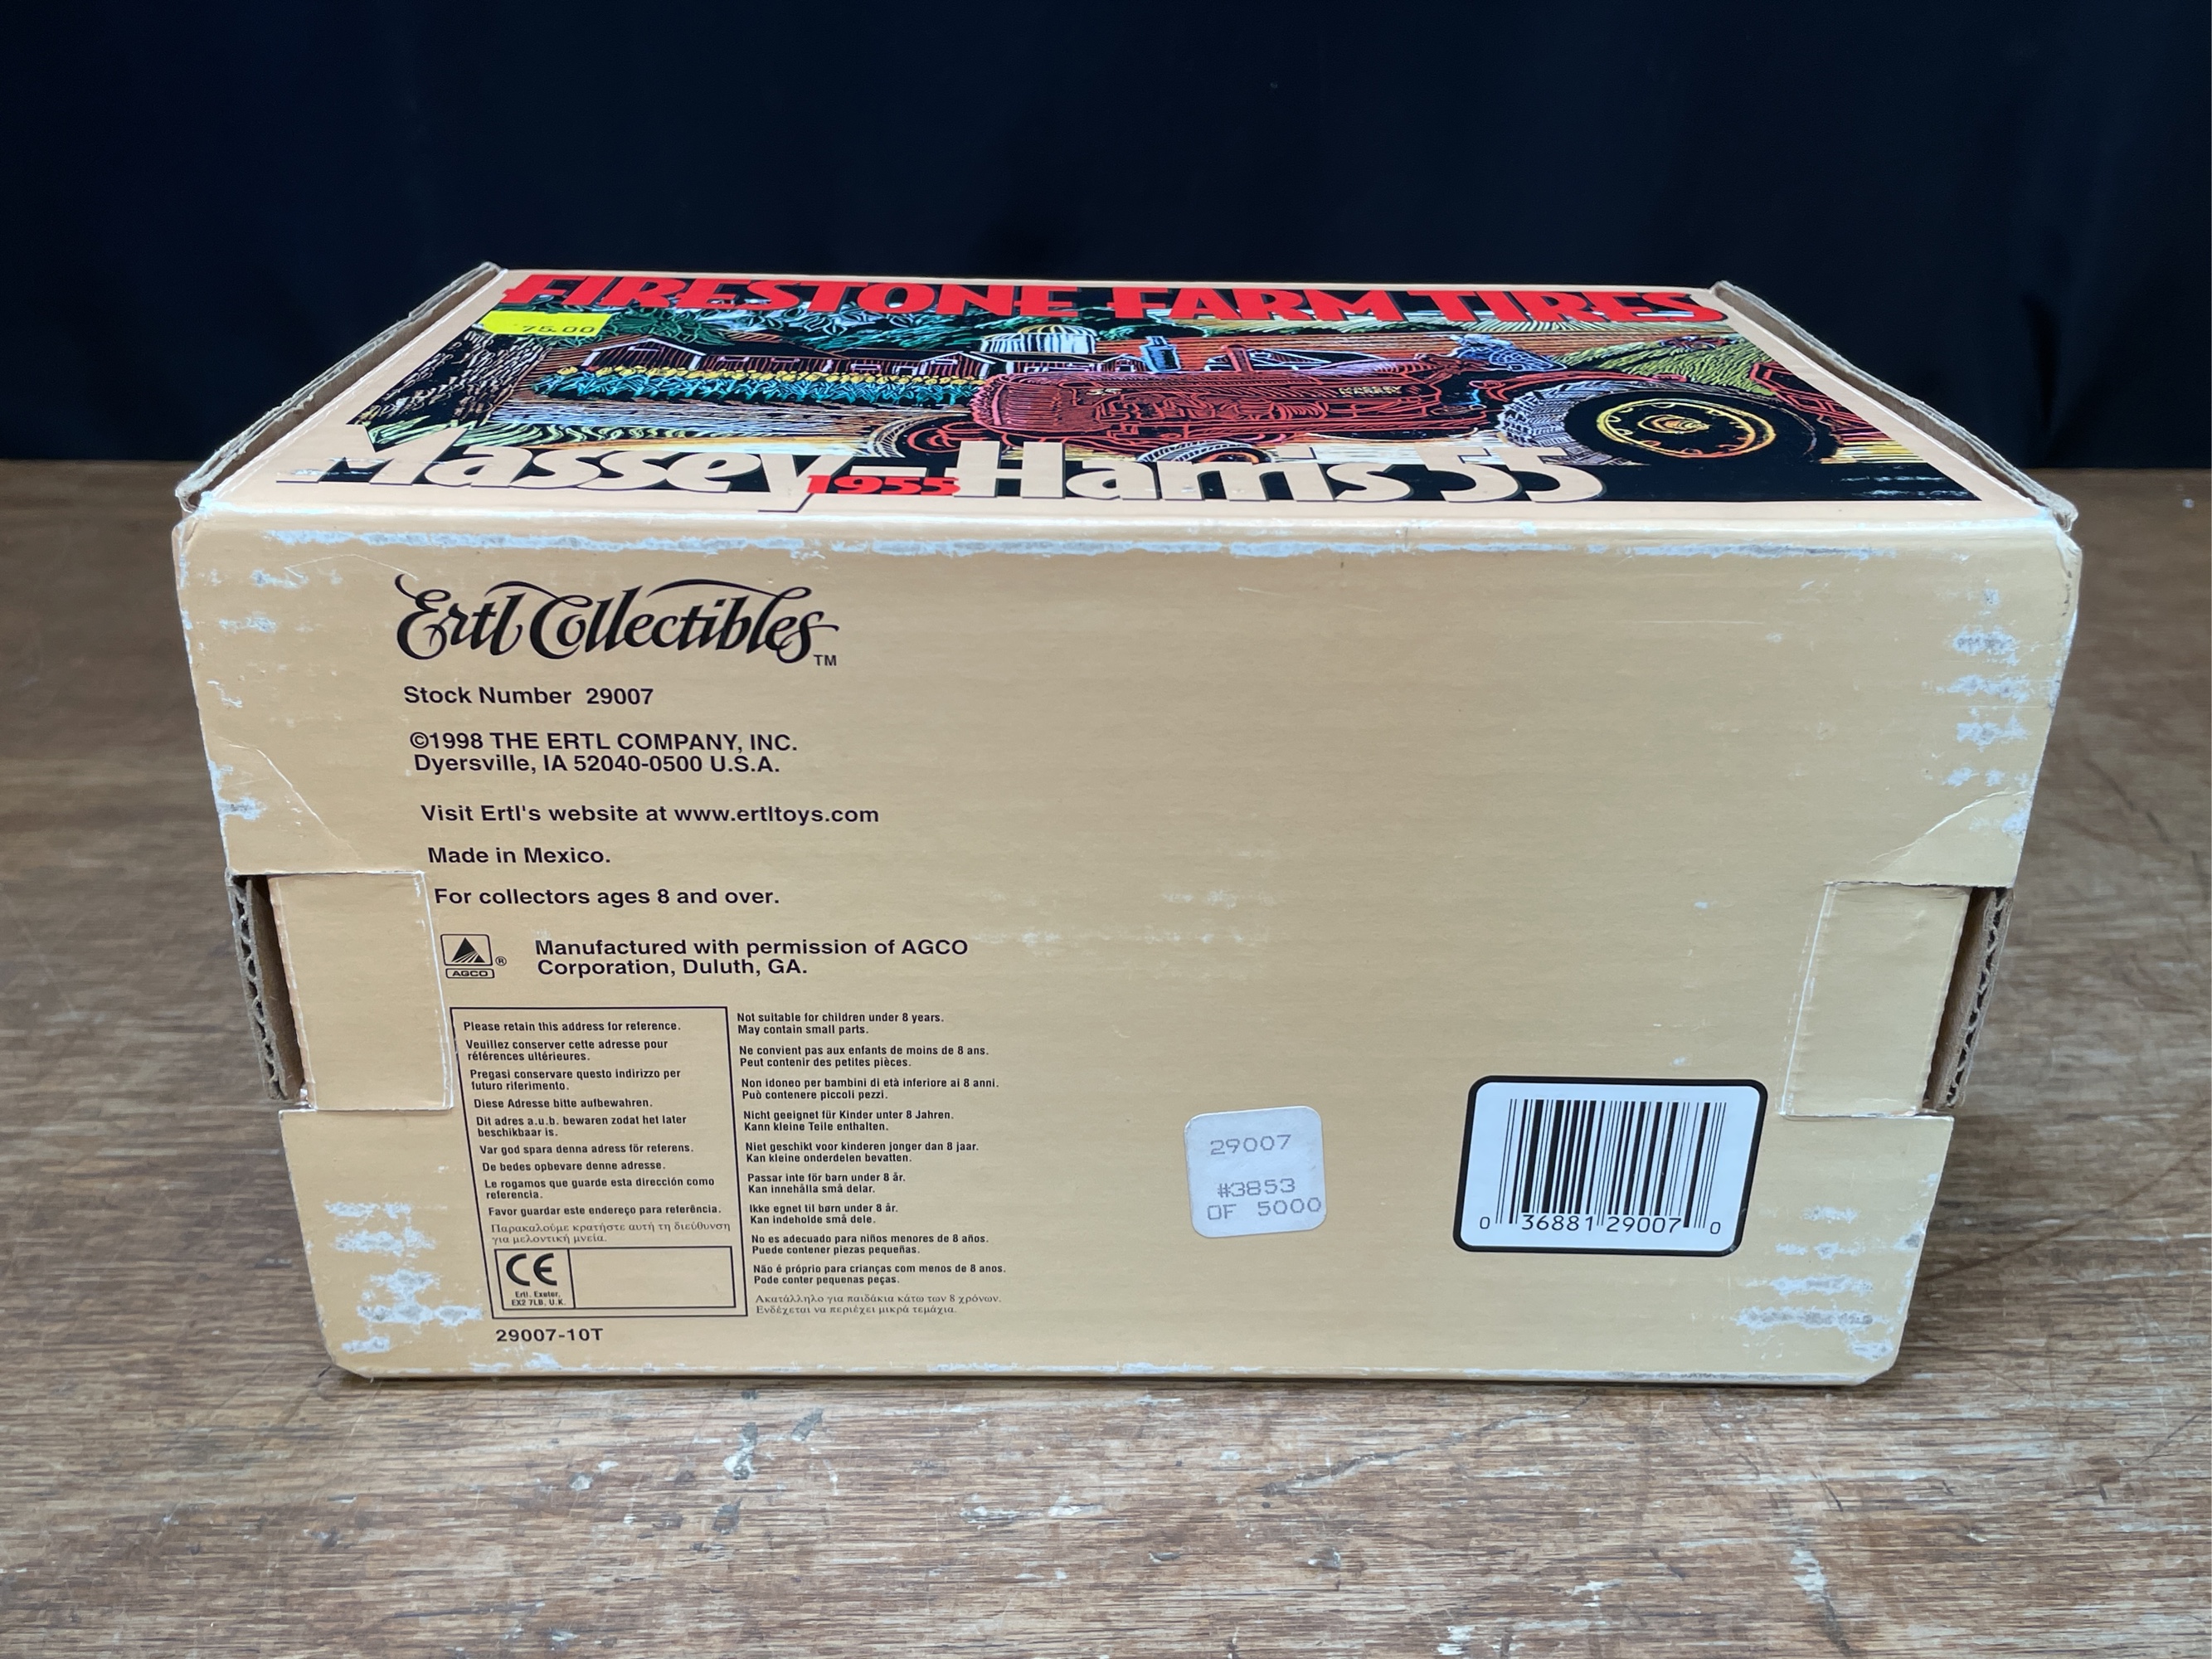 FIRESTONE FARM TIRES
75.00
Massey-Harris 55
1955
Ertl Collectibles™
Stock Number 29007
©1998 THE ERTL COMPANY, INC.
Dyersville, IA 52040-0500 U.S.A.
Visit Ertl's website at www.ertltoys.com
Made in Mexico.
For collectors ages 8 and over.
AGCO ®
Manufactured with permission of AGCO
Corporation, Duluth, GA.
Please retain this address for reference.
Veuillez conserver cette adresse pour
références ultérieures.
Pregasi conservare questo indirizzo per
futuro riferimento.
Diese Adresse bitte aufbewahren.
Dit adres a.u.b. bewaren zodat het later
beschikbaar is.
Var god spara denna adress för referens.
De bedes opbevare denne adresse.
Le rogamos que guarde esta dirección como
referencia.
Favor guardar este endereço para referência.
Παρακαλούμε κρατήστε αυτή τη διεύθυνση
για μελοντική μνεία.
CE
Ertl, Exeter,
EX2 7LB, U.K.
29007-10T
Not suitable for children under 8 years.
May contain small parts.
Ne convient pas aux enfants de moins de 8 ans.
Peut contenir des petites pièces.
Non idoneo per bambini di età inferiore ai 8 anni.
Può contenere piccoli pezzi.
Nicht geeignet für Kinder unter 8 Jahren.
Kann kleine Teile enthalten.
Niet geschikt voor kinderen jonger dan 8 jaar.
Kan kleine onderdelen bevatten.
Passar inte för barn under 8 år.
Kan innehålla små delar.
Ikke egnet til børn under 8 år.
Kan indeholde små dele.
No es adecuado para niños menores de 8 años.
Puede contener piezas pequeñas.
Não é próprio para crianças com menos de 8 anos.
Pode conter pequenas peças.
Ακατάλληλο για παιδάκια κάτω των 8 χρόνων.
Ενδέχεται να περιέχει μικρά τεμάχια.
29007
#3853
OF 5000
0 36881 29007 0